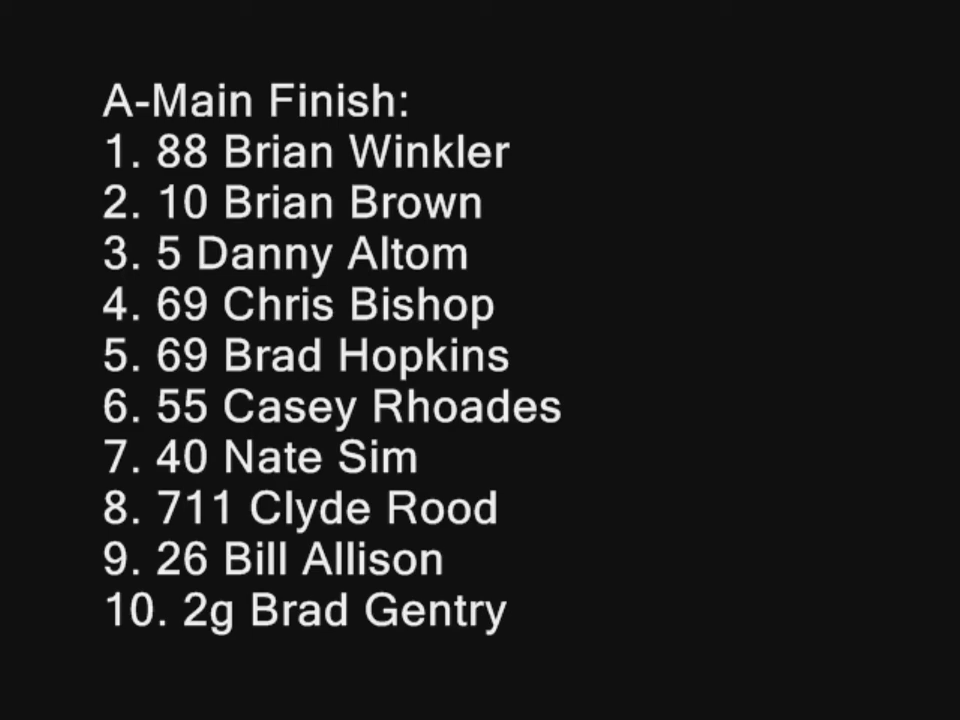 A-Main Finish:
1. 88 Brian Winkler
2. 10 Brian Brown
3. 5 Danny Altom
4. 69 Chris Bishop
5. 69 Brad Hopkins
6. 55 Casey Rhoades
7. 40 Nate Sim
8. 711 Clyde Rood
9. 26 Bill Allison
10. 2g Brad Gentry